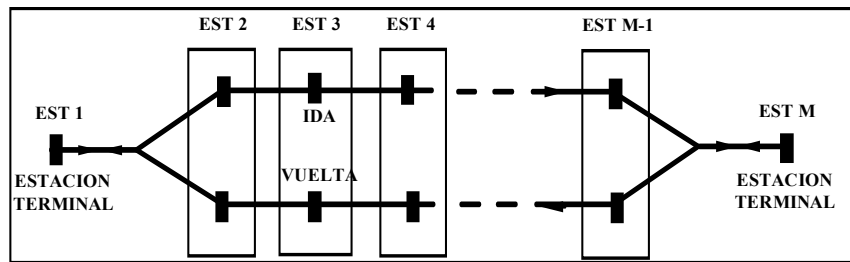 EST 2
EST 3
EST 4
EST M-1
EST 1
IDA
EST M
ESTACION
TERMINAL
VUELTA
ESTACION
TERMINAL